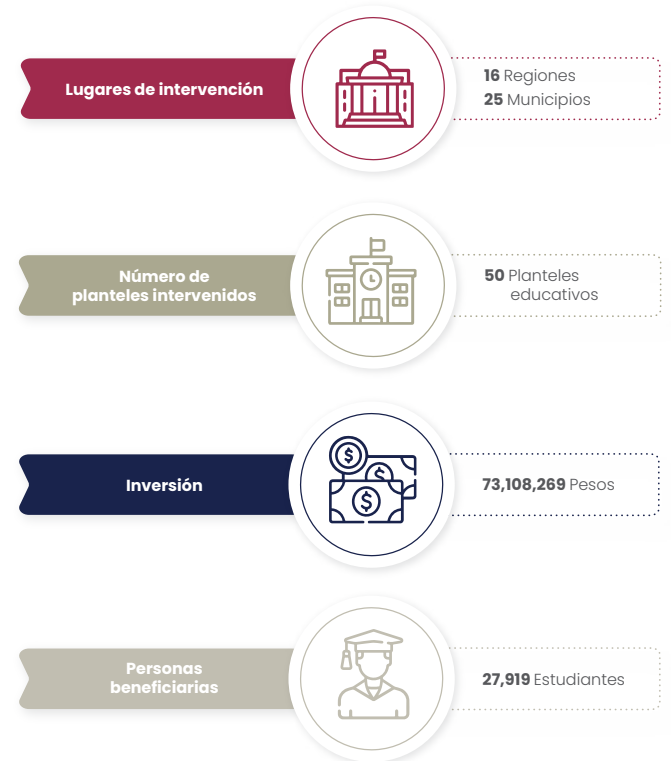 Lugares de intervención
16 Regiones
25 Municipios
Número de
planteles intervenidos
50 Planteles
educativos
Inversión
73,108,269 Pesos
Personas
beneficiarias
27,919 Estudiantes